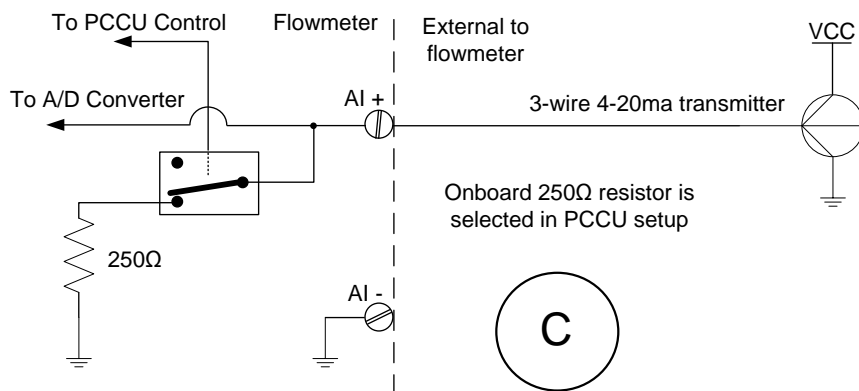 To PCCU Control
Flowmeter
External to
flowmeter
VCC
To A/D Converter
AI +
3-wire 4-20ma transmitter
Onboard 250Ω resistor is
selected in PCCU setup
250Ω
AI -
C